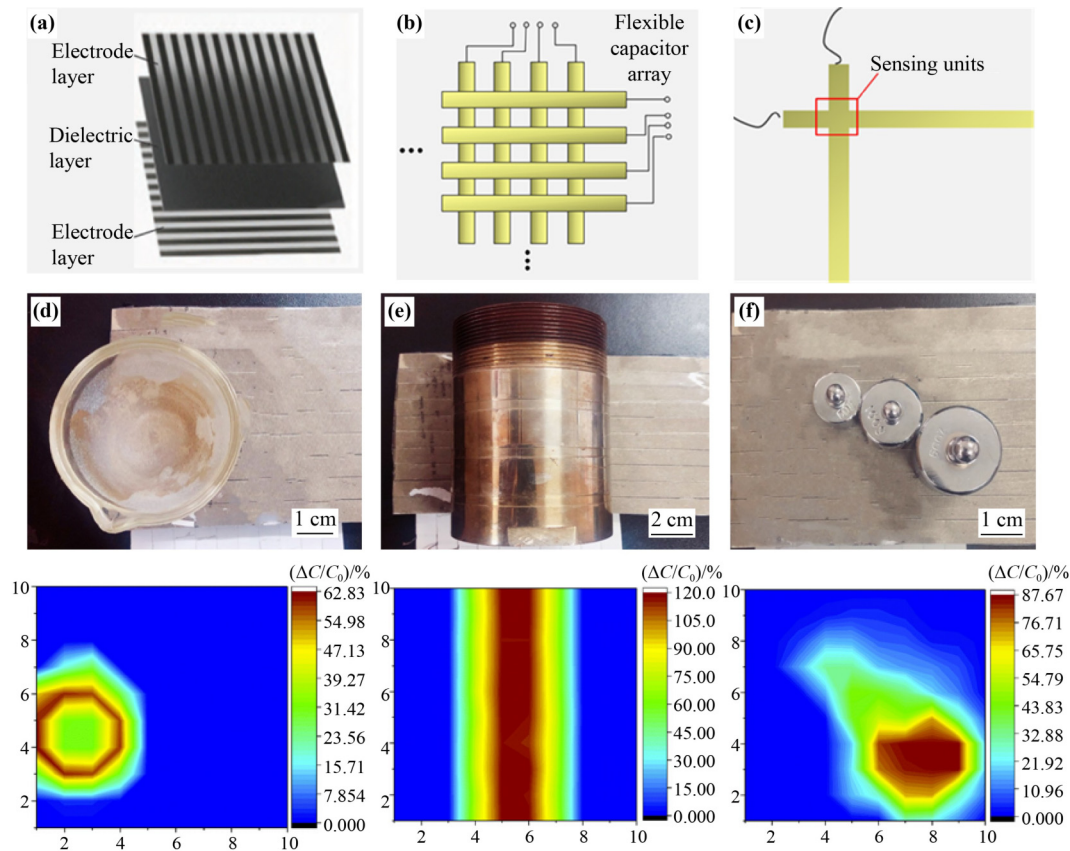 (a)
Electrode
layer
Dielectric
layer
Electrode
layer
(b)
Flexible
capacitor
array
(c)
Sensing units
(d)
1 cm
(e)
2 cm
(f)
1 cm
(ΔC/C₀)/%
62.83
54.98
47.13
39.27
31.42
23.56
15.71
7.854
0.000
10
8
6
4
2
2 4 6 8 10
(ΔC/C₀)/%
120.0
105.0
90.00
75.00
60.00
45.00
30.00
15.00
0.000
10
8
6
4
2
2 4 6 8 10
(ΔC/C₀)/%
87.67
76.71
65.75
54.79
43.83
32.88
21.92
10.96
0.000
10
8
6
4
2
2 4 6 8 10